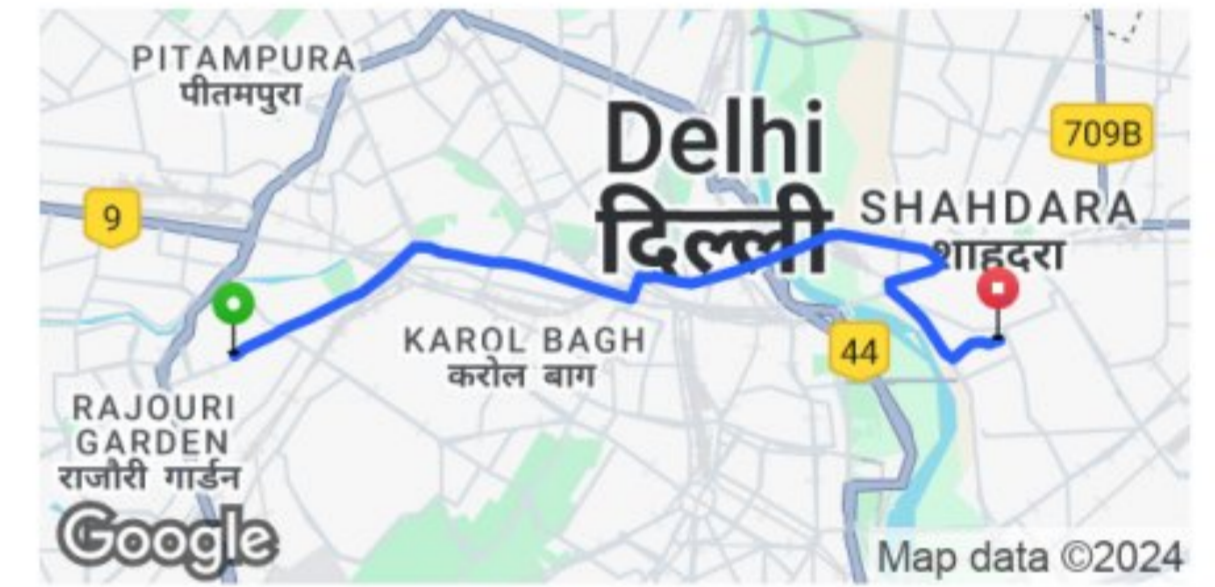 PITAMPURA
पीतमपुरा
Delhi
दिल्ली
709B
9
SHAHDARA
शाहदरा
KAROL BAGH
करोल बाग
44
RAJOURI
GARDEN
राजौरी गार्डन
Google
Map data ©2024